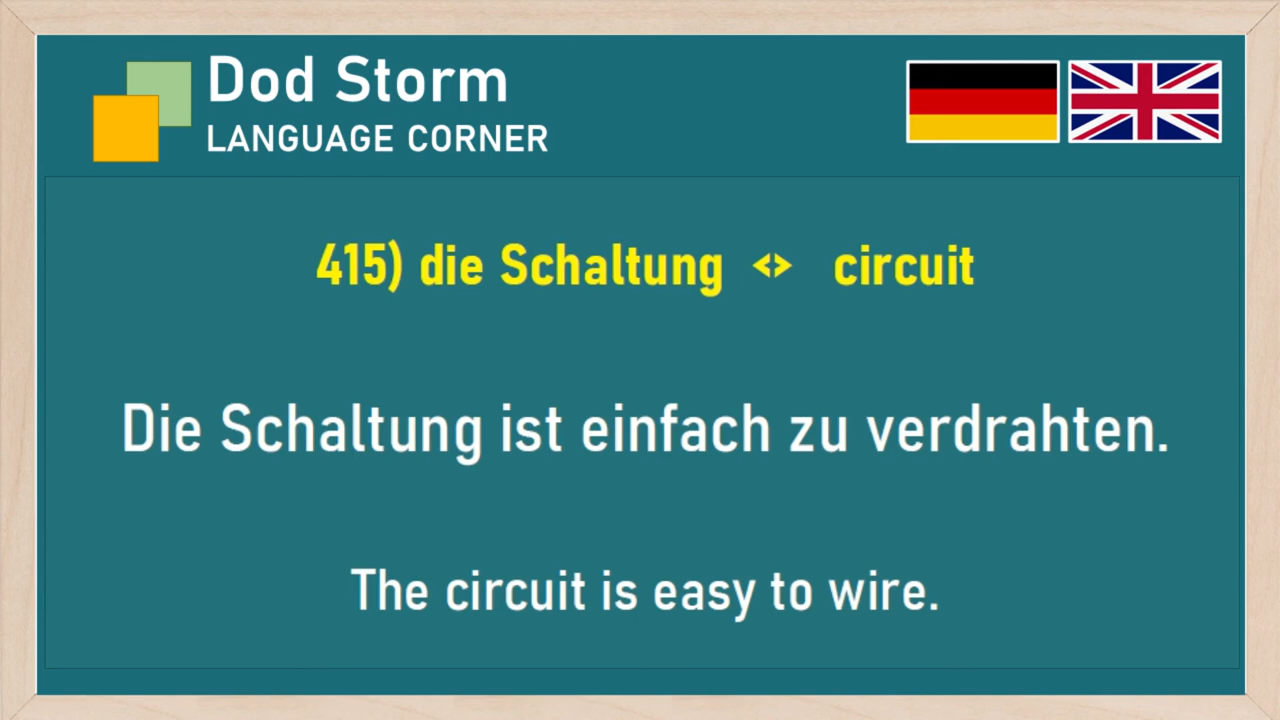 Dod Storm
LANGUAGE CORNER
415) die Schaltung <> circuit
Die Schaltung ist einfach zu verdrahten.
The circuit is easy to wire.